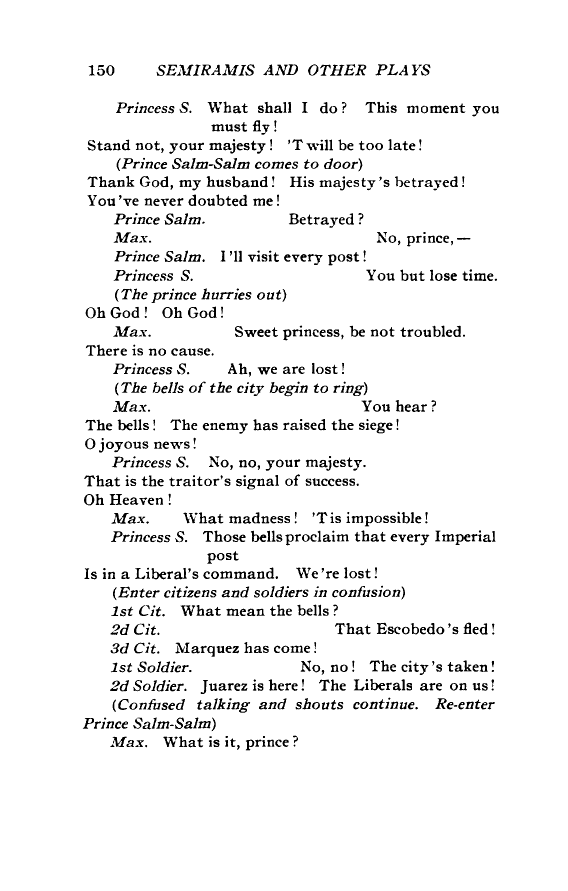 150 SEMIRAMIS AND OTHER PLAYS
Princess S. What shall I do? This moment you
must fly!
Stand not, your majesty! 'T will be too late!
(Prince Salm-Salm comes to door)
Thank God, my husband! His majesty's betrayed!
You 've never doubted me!
Prince Salm. Betrayed?
Max. No, prince, —
Prince Salm. I 'll visit every post!
Princess S. You but lose time.
(The prince hurries out)
Oh God! Oh God!
Max. Sweet princess, be not troubled.
There is no cause.
Princess S. Ah, we are lost!
(The bells of the city begin to ring)
Max. You hear?
The bells! The enemy has raised the siege!
O joyous news!
Princess S. No, no, your majesty.
That is the traitor's signal of success.
Oh Heaven!
Max. What madness! 'T is impossible!
Princess S. Those bells proclaim that every Imperial
post
Is in a Liberal's command. We 're lost!
(Enter citizens and soldiers in confusion)
1st Cit. What mean the bells?
2d Cit. That Escobedo 's fled!
3d Cit. Marquez has come!
1st Soldier. No, no! The city 's taken!
2d Soldier. Juarez is here! The Liberals are on us!
(Confused talking and shouts continue. Re-enter
Prince Salm-Salm)
Max. What is it, prince?